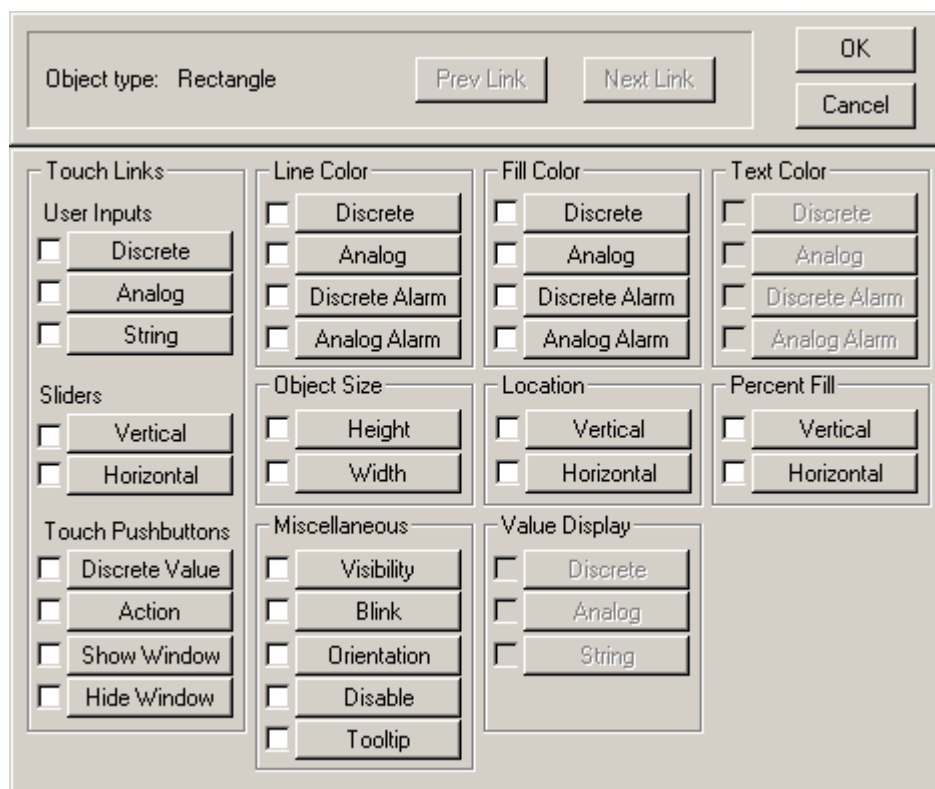 Object type: Rectangle
Prev Link
Next Link
OK
Cancel
Touch Links
User Inputs
Discrete
Analog
String
Sliders
Vertical
Horizontal
Touch Pushbuttons
Discrete Value
Action
Show Window
Hide Window
Line Color
Discrete
Analog
Discrete Alarm
Analog Alarm
Object Size
Height
Width
Miscellaneous
Visibility
Blink
Orientation
Disable
Tooltip
Fill Color
Discrete
Analog
Discrete Alarm
Analog Alarm
Location
Vertical
Horizontal
Value Display
Discrete
Analog
String
Text Color
Discrete
Analog
Discrete Alarm
Analog Alarm
Percent Fill
Vertical
Horizontal